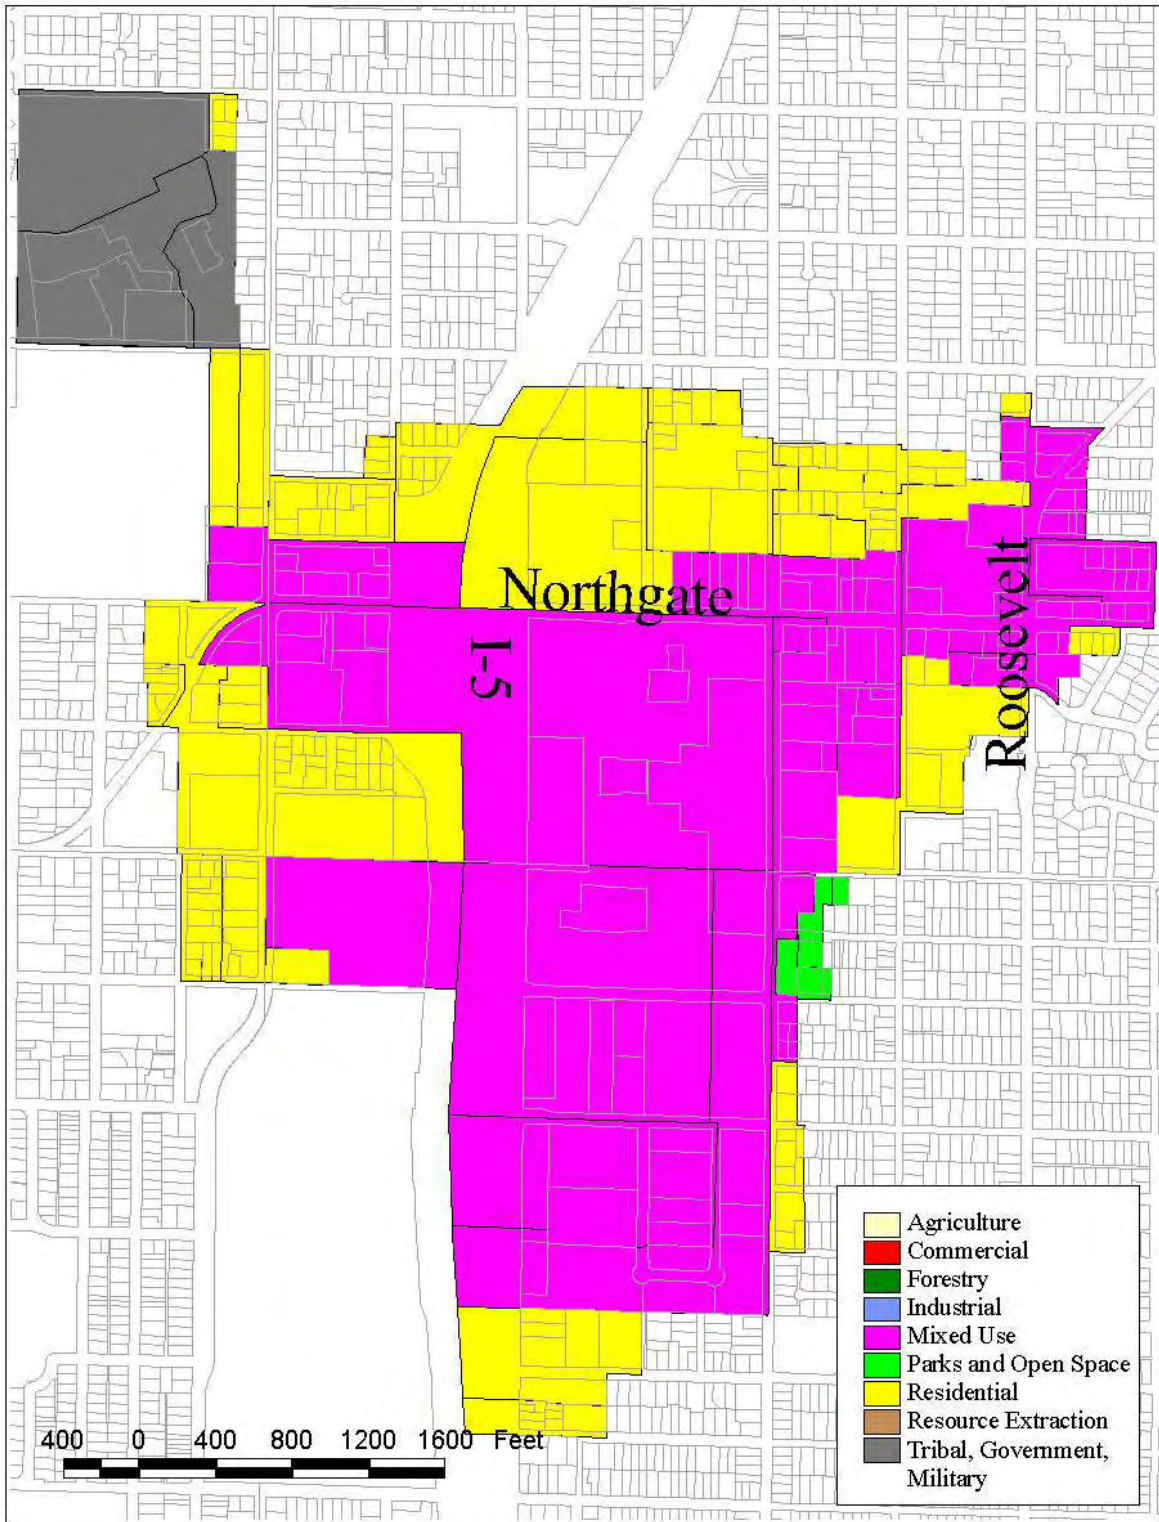 Northgate
I-5
Roosevelt
Agriculture
Commercial
Forestry
Industrial
Mixed Use
Parks and Open Space
Residential
Resource Extraction
Tribal, Government,
Military
400 0 400 800 1200 1600 Feet